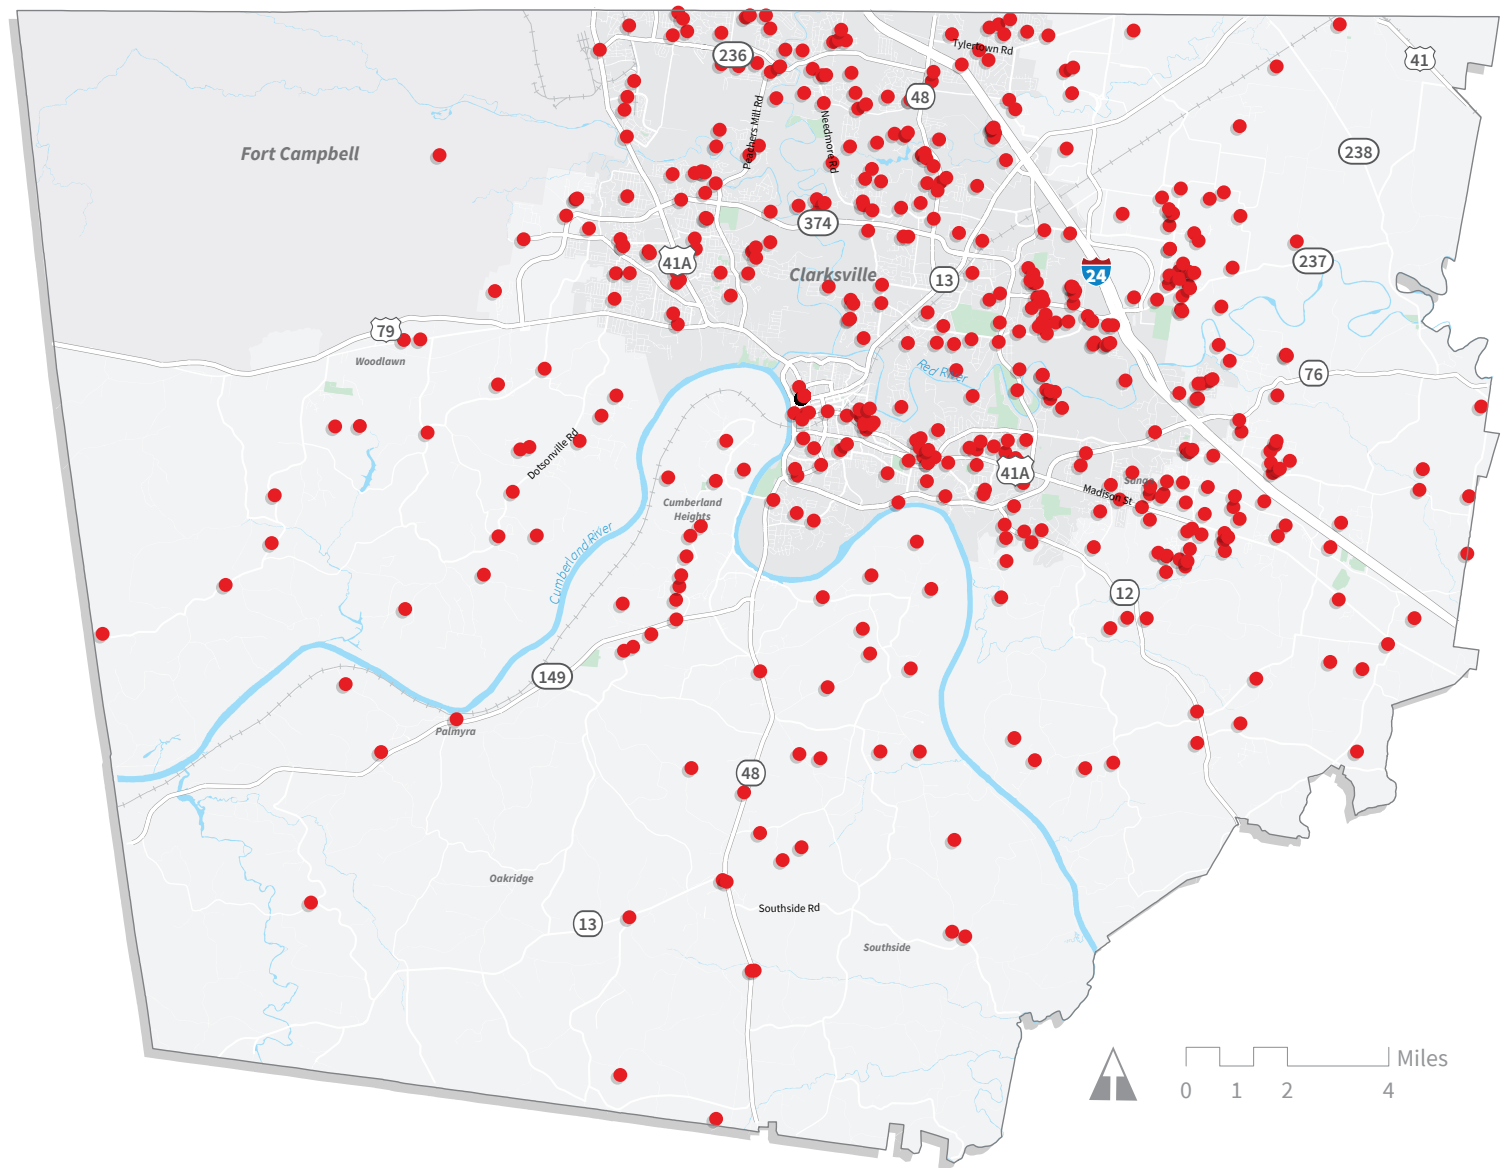 Tylertown Rd
236
41
48
Peachers Mill Rd
Needmore Rd
Fort Campbell
238
374
237
41A
Clarksville
13
24
79
Woodlawn
Red River
76
Dotsonville Rd
41A
Sango
Madison St
Cumberland
Heights
Cumberland River
12
149
Palmyra
48
Oakridge
Southside Rd
13
Southside
Miles
0 1 2 4